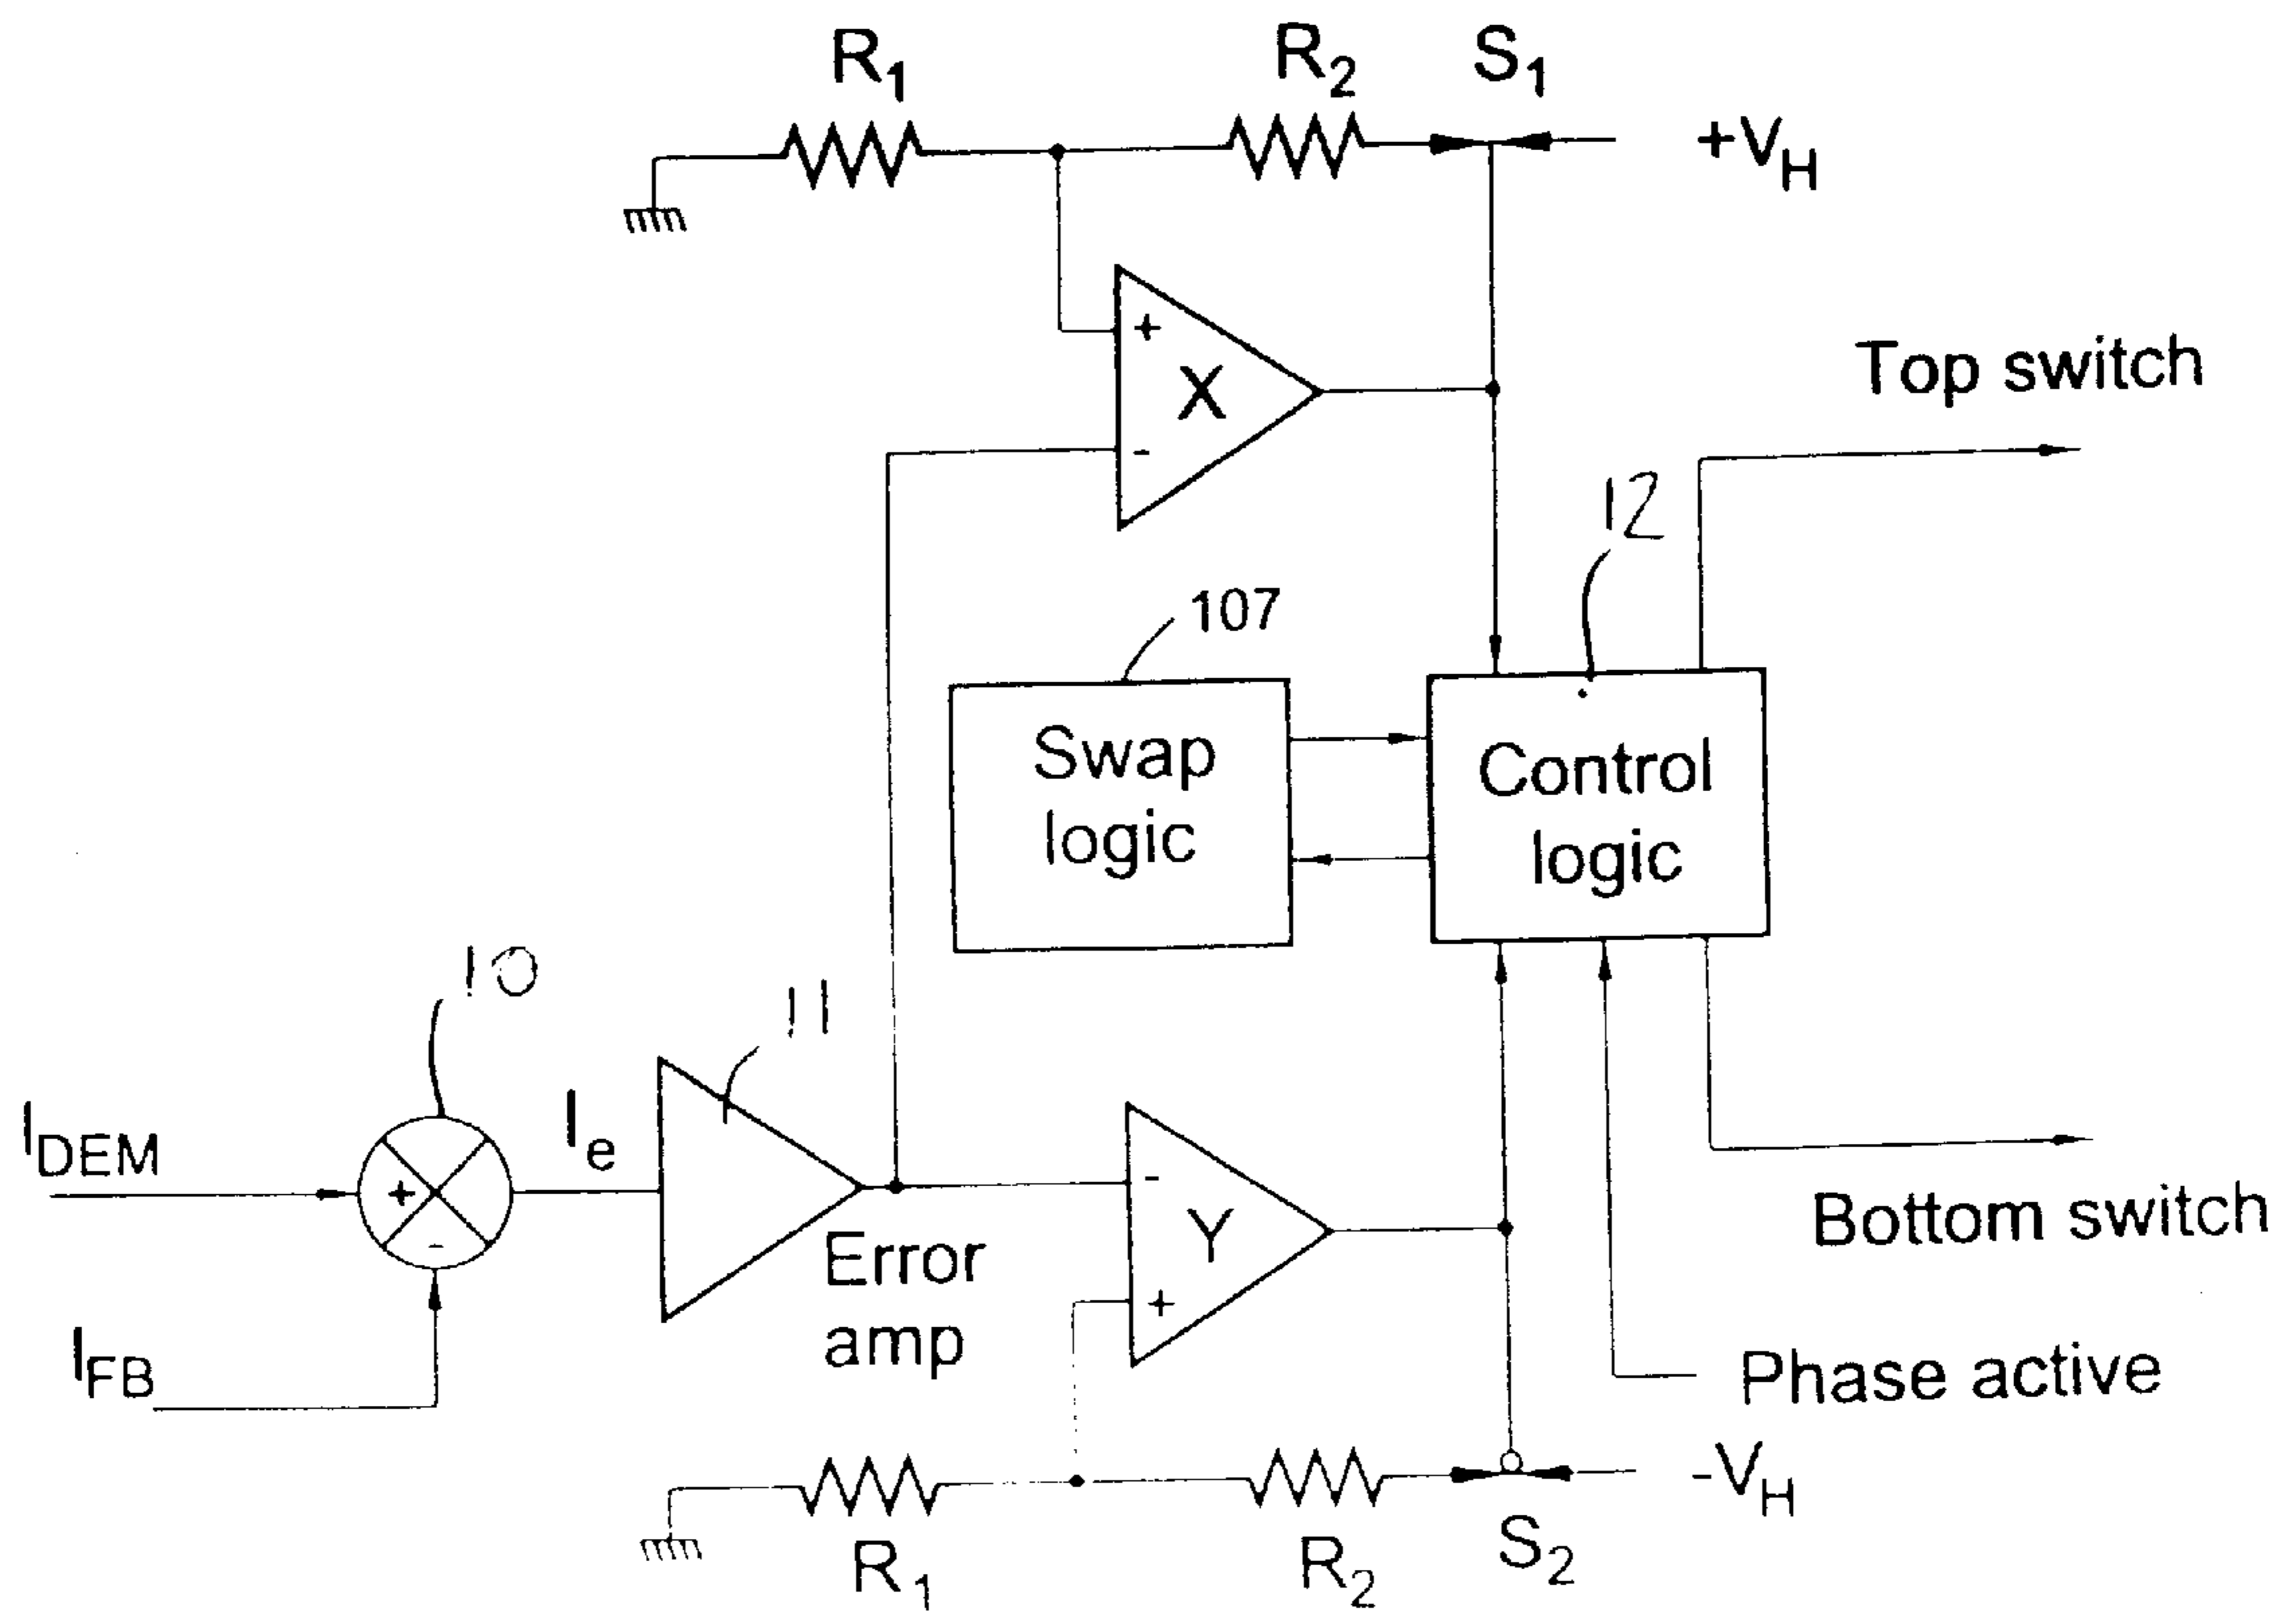 R1 R2 S1
+VH
+
X
-
Top switch
12
107
Swap
logic
Control
logic
10
11
IDEM
+
-
Ie
Error
amp
-
Y
+
Bottom switch
IFB
Phase active
-VH
R1 R2 S2